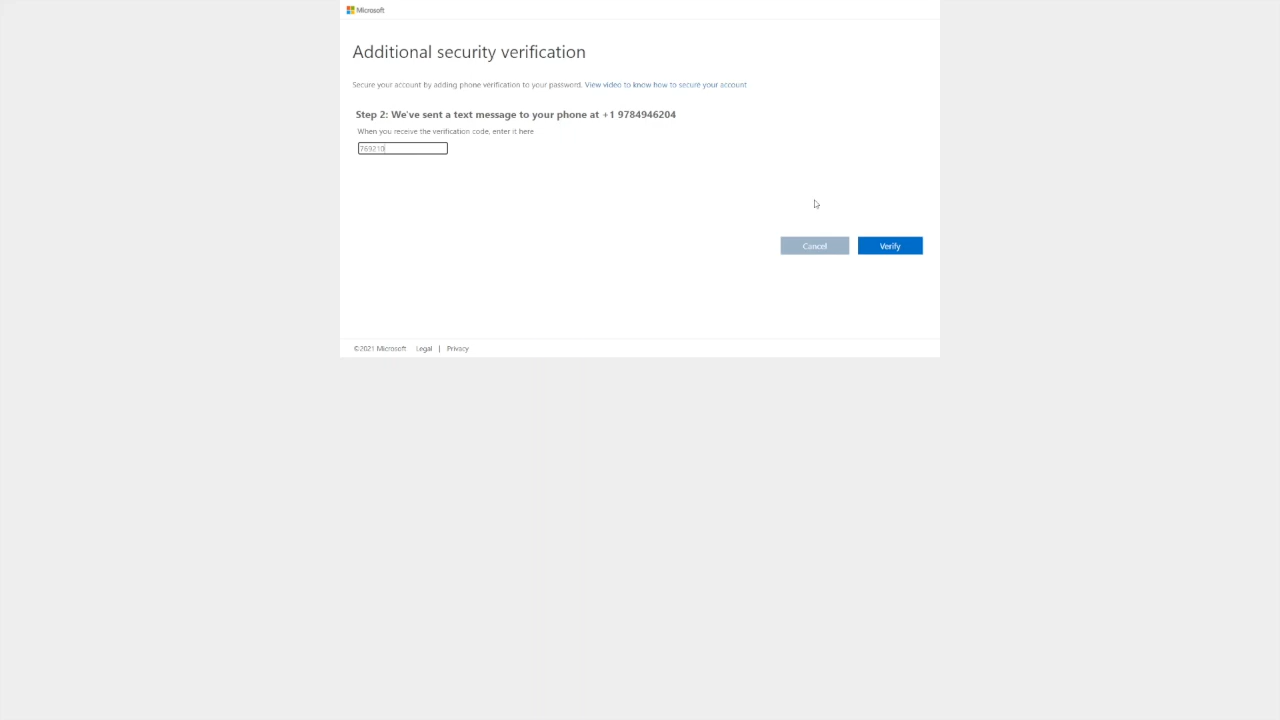 Microsoft
Additional security verification
Secure your account by adding phone verification to your password. View video to know how to secure your account
Step 2: We've sent a text message to your phone at +1 9784946204
When you receive the verification code, enter it here
769210
Cancel Verify
©2021 Microsoft Legal | Privacy